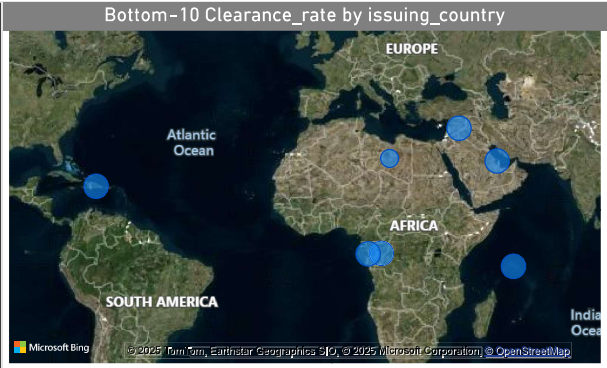 Bottom-10 Clearance_rate by issuing_country
EUROPE
Atlantic
Ocean
AFRICA
SOUTH AMERICA
India
Ocea
Microsoft Bing
© 2025 TomTom, Earthstar Geographics SIO, © 2025 Microsoft Corporation, © OpenStreetMap